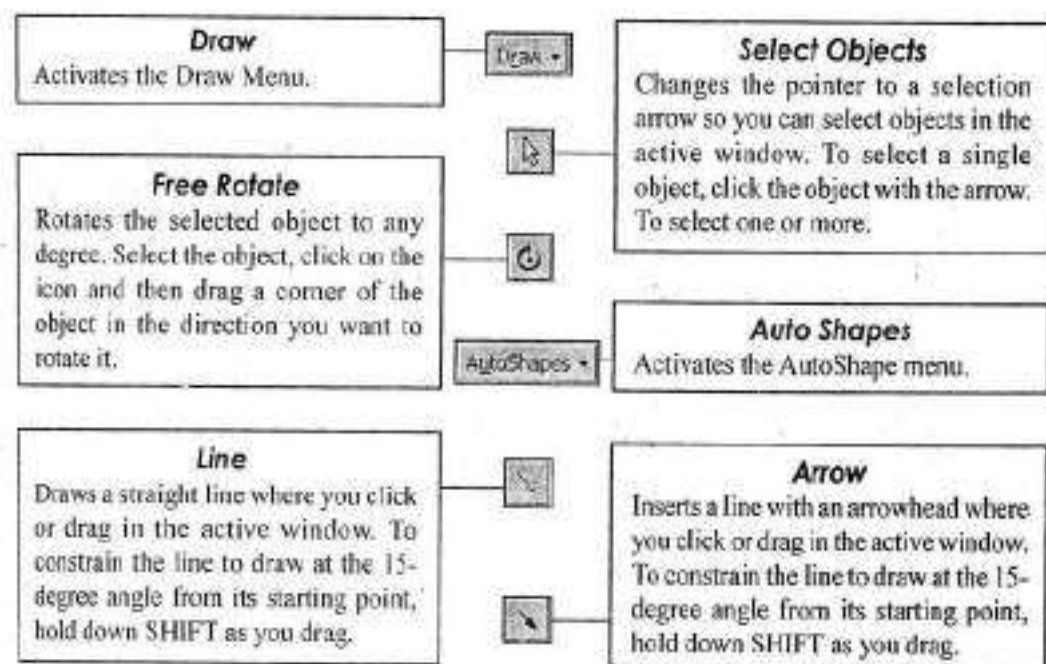 Draw
Activates the Draw Menu.
Draw
Select Objects
Changes the pointer to a selection
arrow so you can select objects in the
active window. To select a single
object, click the object with the arrow.
To select one or more.
Free Rotate
Rotates the selected object to any
degree. Select the object, click on the
icon and then drag a corner of the
object in the direction you want to
rotate it.
AutoShapes
Auto Shapes
Activates the AutoShape menu.
Line
Draws a straight line where you click
or drag in the active window. To
constrain the line to draw at the 15-
degree angle from its starting point,
hold down SHIFT as you drag.
Arrow
Inserts a line with an arrowhead where
you click or drag in the active window.
To constrain the line to draw at the 15-
degree angle from its starting point,
hold down SHIFT as you drag.